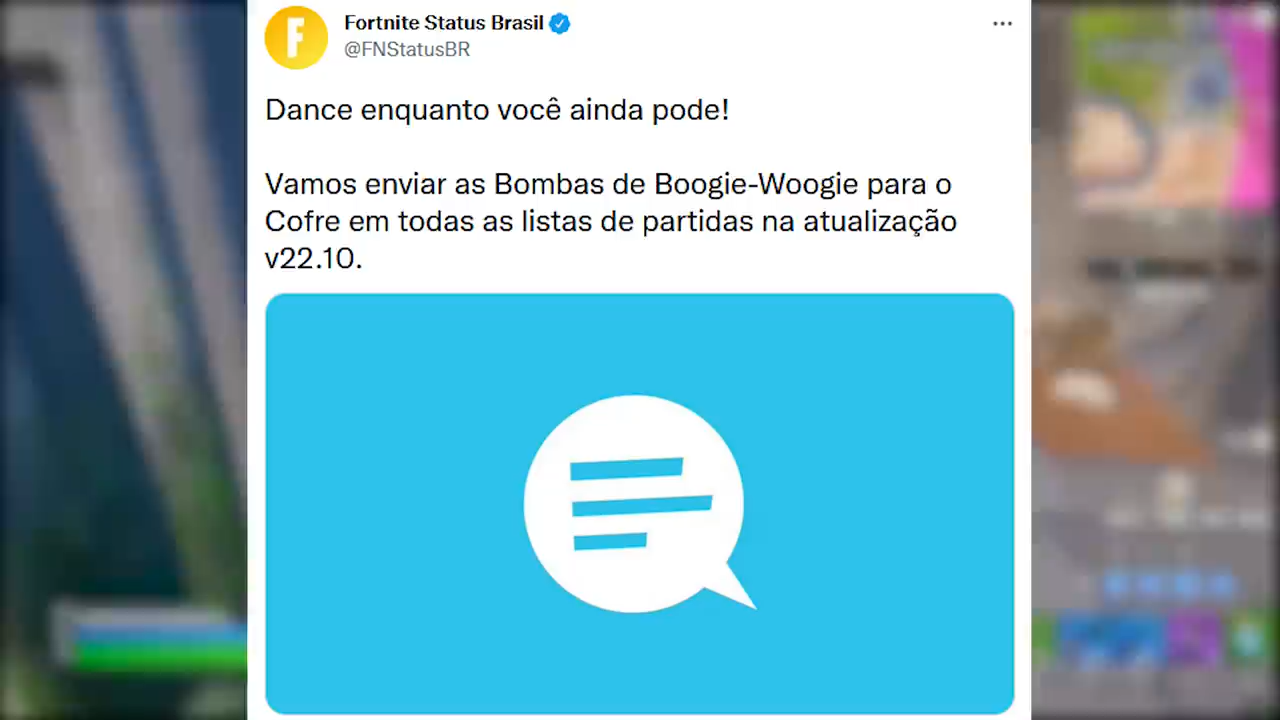 Fortnite Status Brasil
@FNStatusBR
Dance enquanto você ainda pode!
Vamos enviar as Bombas de Boogie-Woogie para o
Cofre em todas as listas de partidas na atualização
v22.10.